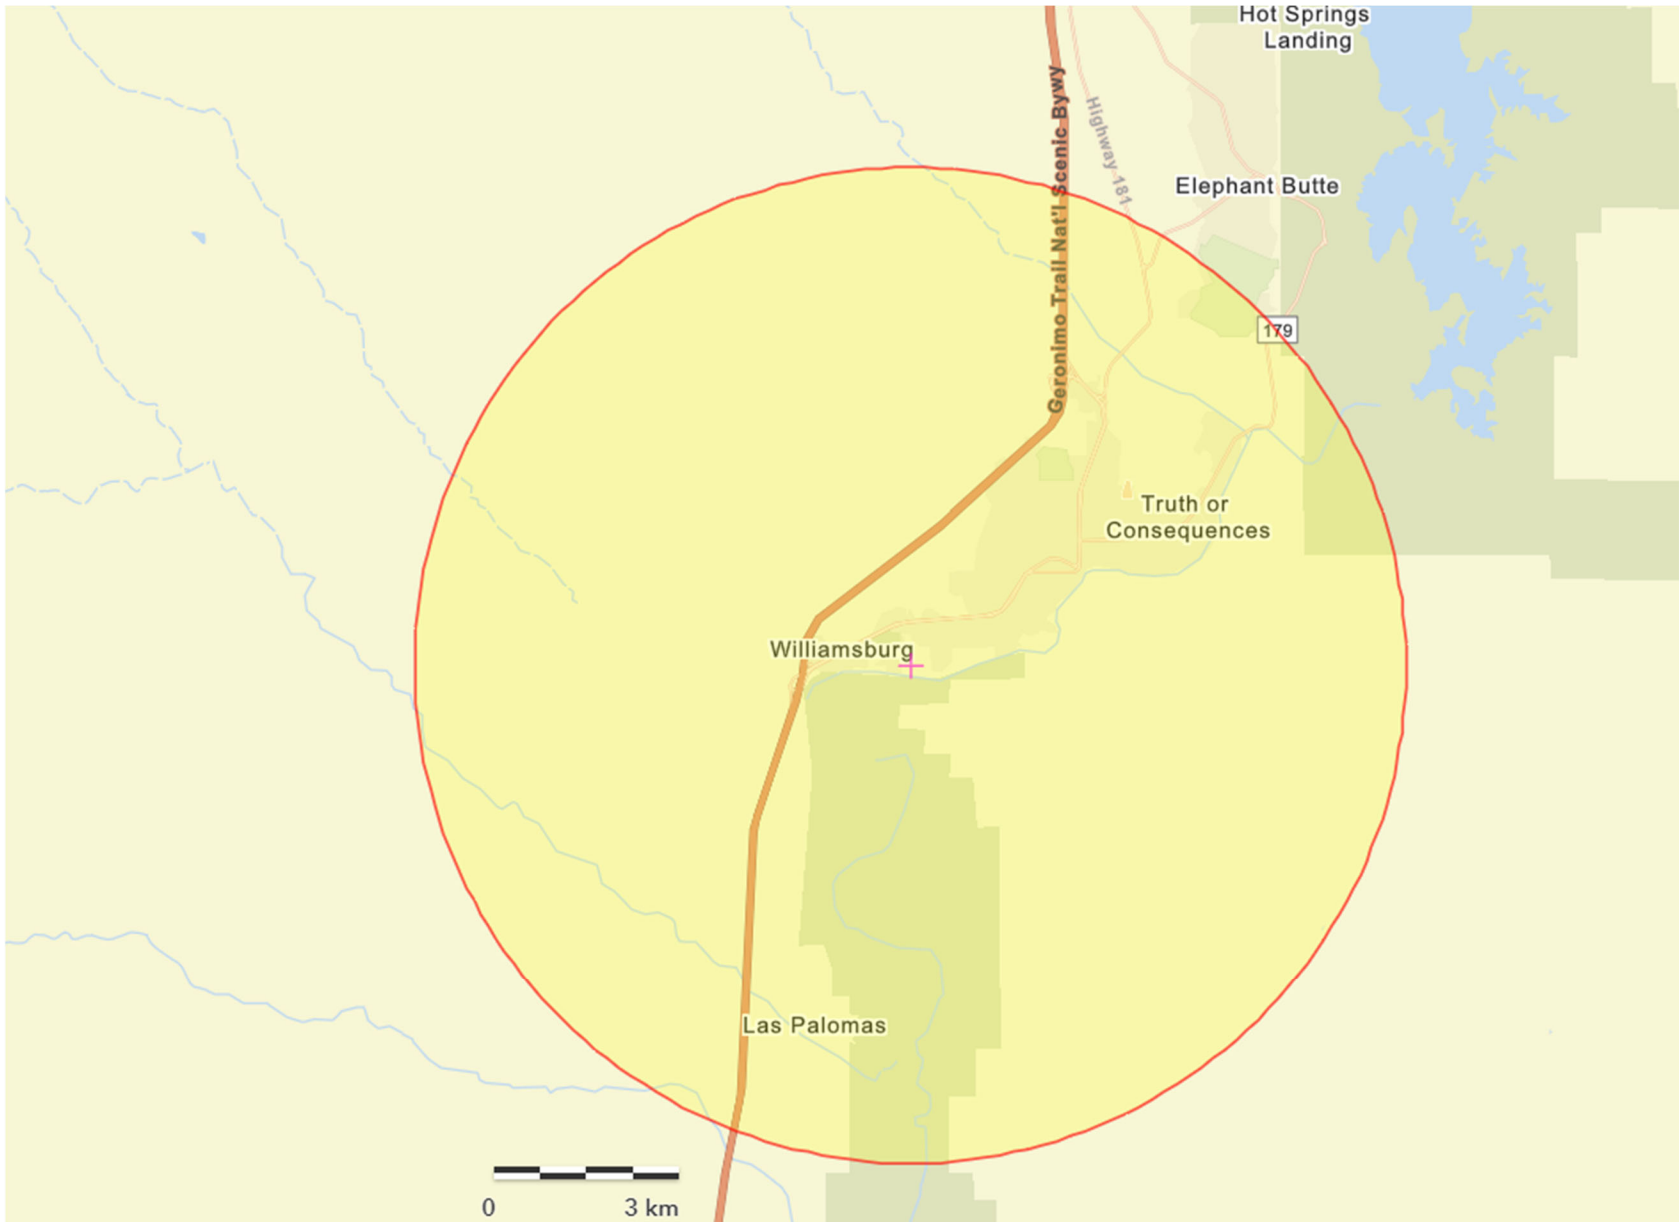 Hot Springs
Landing
Geronimo Trail Nat'l Scenic Bywy
Highway 181
Elephant Butte
179
Truth or
Consequences
Williamsburg
Las Palomas
0 3 km